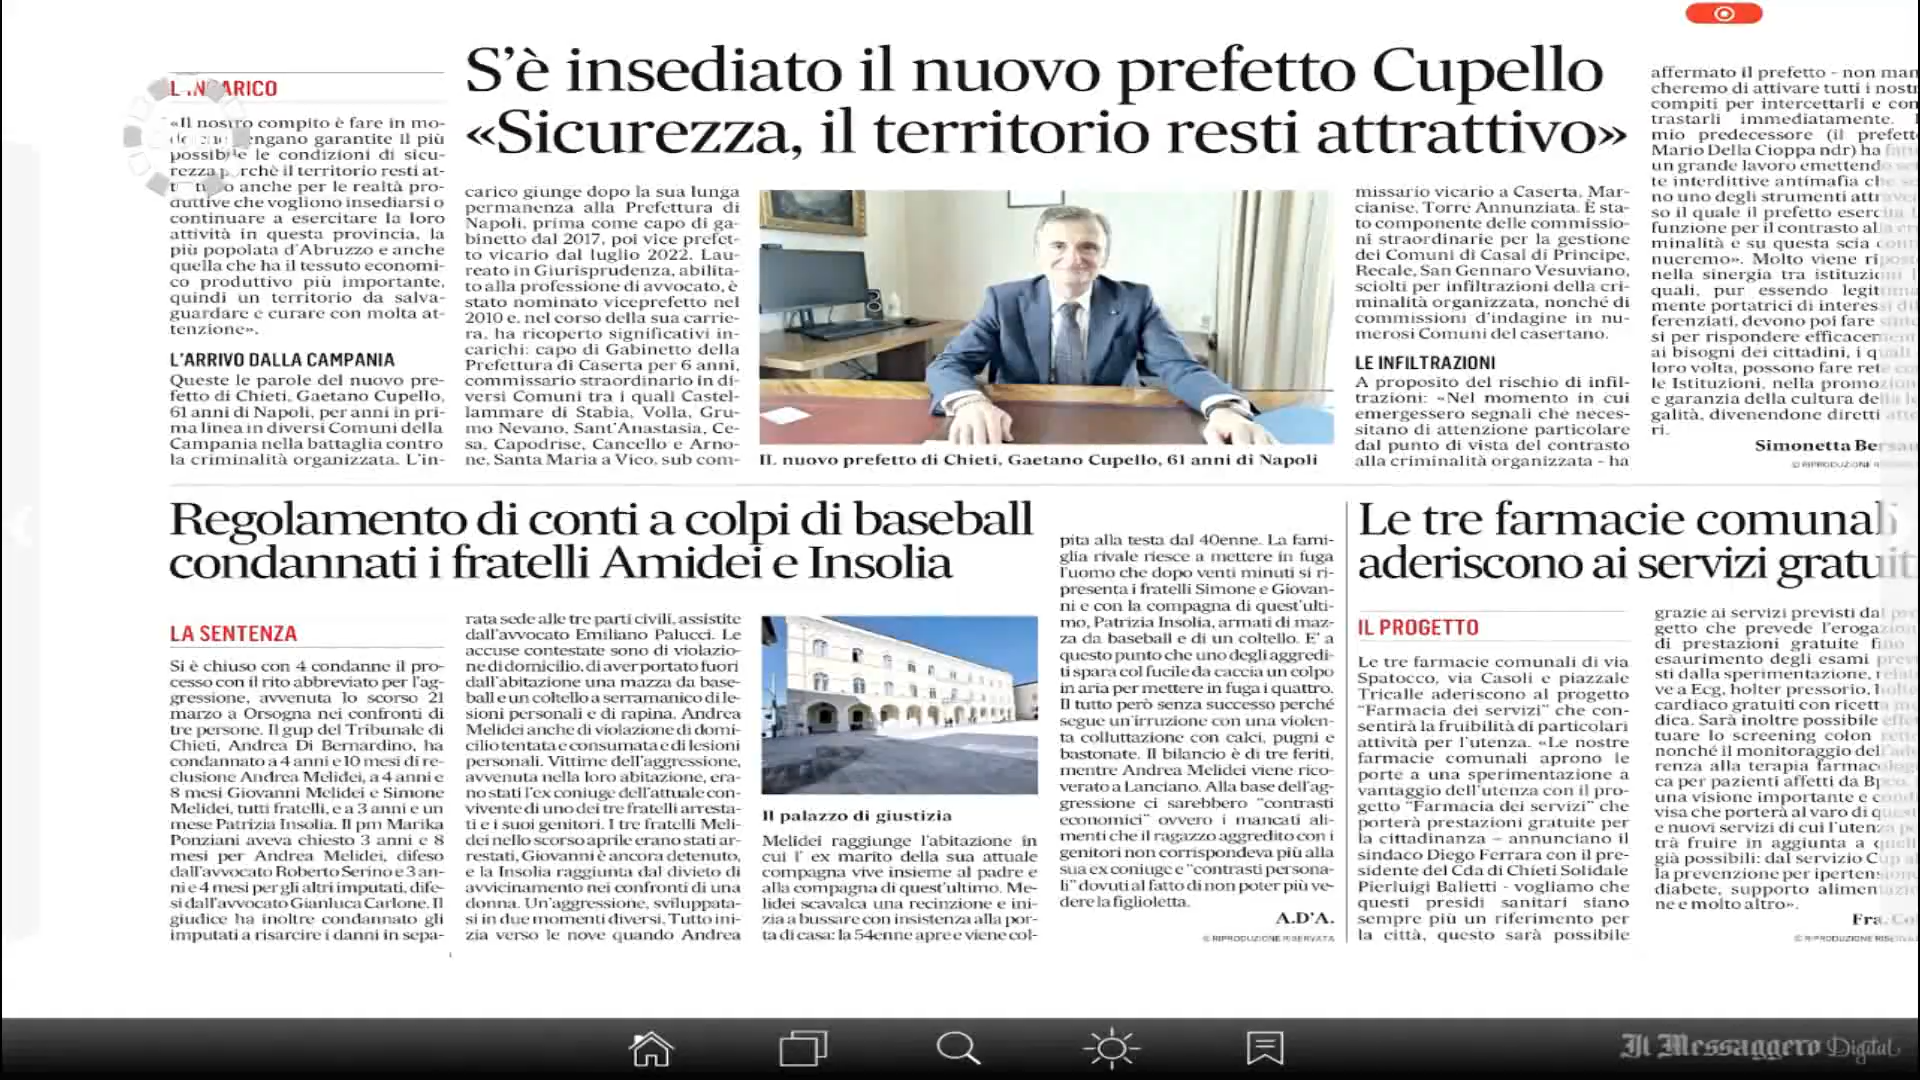 S'è insediato il nuovo prefetto Cupello
«Sicurezza, il territorio resti attrattivo»
«Il nostro compito è fare in mo-
vengano garantite il più
possibile le condizioni di sicu-
rezza perchè il territorio resti at-
anche per le realtà pro-
duttive che vogliono insediarsi o
continuare a esercitare la loro
attività in questa provincia, la
più popolata d'Abruzzo e anche
quella che ha il tessuto economi-
co produttivo più importante,
quindi un territorio da salva-
guardare e curare con molta at-
tenzione».
L'ARRIVO DALLA CAMPANIA
Queste le parole del nuovo pre-
fetto di Chieti, Gaetano Cupello,
61 anni di Napoli, per anni in pri-
ma linea in diversi Comuni della
Campania nella battaglia contro
la criminalità organizzata. L'in-
carico giunge dopo la sua lunga
permanenza alla Prefettura di
Napoli, prima come capo di ga-
binetto dal 2017, poi vice prefet-
to vicario dal luglio 2022. Lau-
reato in Giurisprudenza, abilita-
to alla professione di avvocato, è
stato nominato viceprefetto nel
2010 e, nel corso della sua carrie-
ra, ha ricoperto significativi in-
carichi: capo di Gabinetto della
Prefettura di Caserta per 6 anni,
commissario straordinario in di-
versi Comuni tra i quali Castel-
lammare di Stabia, Volla, Gru-
mo Nevano, Sant'Anastasia, Ce-
sa, Capodrise, Cancello e Arno-
ne, Santa Maria a Vico, sub com-
IL nuovo prefetto di Chieti, Gaetano Cupello, 61 anni di Napoli
missario vicario a Caserta, Mar-
cianise, Torre Annunziata. È sta-
to componente delle commissio-
ni straordinarie per la gestione
dei Comuni di Casal di Principe,
Recale, San Gennaro Vesuviano,
sciolti per infiltrazioni della cri-
minalità organizzata, nonché di
commissioni d'indagine in nu-
merosi Comuni del casertano.
LE INFILTRAZIONI
A proposito del rischio di infil-
trazioni: «Nel momento in cui
emergessero segnali che neces-
sitano di attenzione particolare
dal punto di vista del contrasto
alla criminalità organizzata - ha
affermato il prefetto - non man
cheremo di attivare tutti i nostr
compiti per intercettarli e con
trastarli immediatamente.
mio predecessore (il prefett
Mario Della Cioppa ndr) ha
un grande lavoro emettendo
te interdittive antimafia
no uno degli strumenti
so il quale il prefetto
funzione per il contrasto alla
minalità e su questa scia
nueremo». Molto viene
nella sinergia tra istituzioni
quali, pur essendo
mente portatrici di interessi
ferenziati, devono poi fare
si per rispondere
ai bisogni dei cittadini, i
loro volta, possono fare rete
le Istituzioni, nella
e garanzia della cultura della
galità, divenendone diretti
ri.
Simonetta
© RIPRODUZIONE
Regolamento di conti a colpi di baseball
condannati i fratelli Amidei e Insolia
LA SENTENZA
Si è chiuso con 4 condanne il pro-
cesso con il rito abbreviato per l'ag-
gressione, avvenuta lo scorso 21
marzo a Orsogna nei confronti di
tre persone. Il gup del Tribunale di
Chieti, Andrea Di Bernardino, ha
condannato a 4 anni e 10 mesi di re-
clusione Andrea Melidei, a 4 anni e
8 mesi Giovanni Melidei e Simone
Melidei, tutti fratelli, e a 3 anni e un
mese Patrizia Insolia. Il pm Marika
Ponziani aveva chiesto 3 anni e 8
mesi per Andrea Melidei, difeso
dall'avvocato Roberto Serino e 3 an-
ni e 4 mesi per gli altri imputati, dife-
si dall'avvocato Gianluca Carlone. Il
giudice ha inoltre condannato gli
imputati a risarcire i danni in sepa-
rata sede alle tre parti civili, assistite
dall'avvocato Emiliano Palucci. Le
accuse contestate sono di violazio-
ne di domicilio, di aver portato fuori
dall'abitazione una mazza da base-
ball e un coltello a serramanico di le-
sioni personali e di rapina. Andrea
Melidei anche di violazione di domi-
cilio tentata e consumata e di lesioni
personali. Vittime dell'aggressione,
avvenuta nella loro abitazione, era-
no stati l'ex coniuge dell'attuale con-
vivente di uno dei tre fratelli arresta-
ti e i suoi genitori. I tre fratelli Meli-
dei nello scorso aprile erano stati ar-
restati, Giovanni è ancora detenuto,
e la Insolia raggiunta dal divieto di
avvicinamento nei confronti di una
donna. Un'aggressione, sviluppata-
si in due momenti diversi. Tutto ini-
zia verso le nove quando Andrea
Il palazzo di giustizia
Melidei raggiunge l'abitazione in
cui l' ex marito della sua attuale
compagna vive insieme al padre e
alla compagna di quest'ultimo. Me-
lidei scavalca una recinzione e ini-
zia a bussare con insistenza alla por-
ta di casa: la 54enne apre e viene col-
pita alla testa dal 40enne. La fami-
glia rivale riesce a mettere in fuga
l'uomo che dopo venti minuti si ri-
presenta i fratelli Simone e Giovan-
ni e con la compagna di quest'ulti-
mo, Patrizia Insolia, armati di maz-
za da baseball e di un coltello. E' a
questo punto che uno degli aggredi-
ti spara col fucile da caccia un colpo
in aria per mettere in fuga i quattro.
Il tutto però senza successo perché
segue un'irruzione con una violen-
ta colluttazione con calci, pugni e
bastonate. Il bilancio è di tre feriti,
mentre Andrea Melidei viene rico-
verato a Lanciano. Alla base dell'ag-
gressione ci sarebbero "contrasti
economici" ovvero i mancati ali-
menti che il ragazzo aggredito con i
genitori non corrispondeva più alla
sua ex coniuge e "contrasti persona-
li" dovuti al fatto di non poter più ve-
dere la figlioletta.
A.D'A.
© RIPRODUZIONE RISERVATA
Le tre farmacie comunali
aderiscono ai servizi gratuit
IL PROGETTO
Le tre farmacie comunali di via
Spatocco, via Casoli e piazzale
Tricalle aderiscono al progetto
"Farmacia dei servizi" che con-
sentirà la fruibilità di particolari
attività per l'utenza. «Le nostre
farmacie comunali aprono le
porte a una sperimentazione a
vantaggio dell'utenza con il pro-
getto "Farmacia dei servizi" che
porterà prestazioni gratuite per
la cittadinanza – annunciano il
sindaco Diego Ferrara con il pre-
sidente del Cda di Chieti Solidale
Pierluigi Balietti - vogliamo che
questi presidi sanitari siano
sempre più un riferimento per
la città, questo sarà possibile
grazie ai servizi previsti dal
getto che prevede l'erogazion
di prestazioni gratuite fino
esaurimento degli esami
sti dalla sperimentazione,
ve a Ecg, holter pressorio,
cardiaco gratuiti con ricetta
dica. Sarà inoltre possibile
tuare lo screening colon
nonché il monitoraggio
renza alla terapia
ca per pazienti affetti da Bpco
una visione importante e
visa che porterà al varo di
e nuovi servizi di cui l'utenza
trà fruire in aggiunta a
già possibili: dal servizio Cup
la prevenzione per
diabete, supporto
ne e molto altro».
Fra.
© RIPRODUZIONE
Il Messaggero Digital